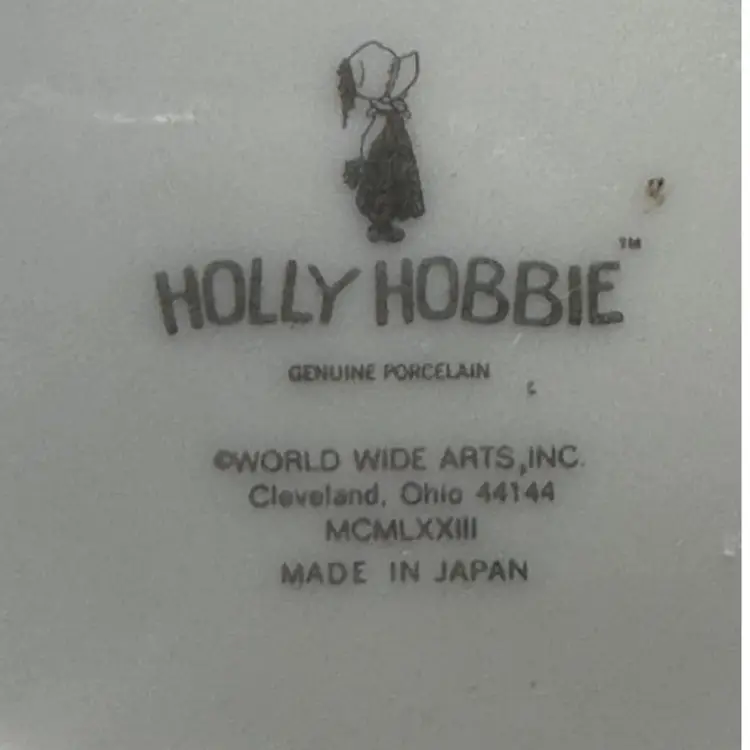 HOLLY HOBBIE™
GENUINE PORCELAIN
©WORLD WIDE ARTS, INC.
Cleveland, Ohio 44144
MCMLXXIII
MADE IN JAPAN